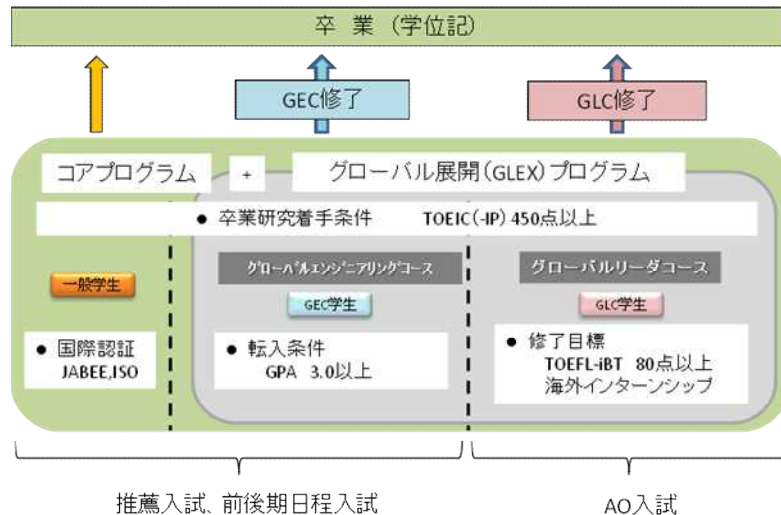 卒 業 (学位記)
GEC修了
GLC修了
コアプログラム + グローバル展開(GLEX)プログラム
● 卒業研究着手条件 TOEIC(-IP) 450点以上
グローバルエンジニアリングコース
グローバルリーダコース
一般学生
GEC学生
GLC学生
● 国際認証
JABEE,ISO
● 転入条件
GPA 3.0以上
● 修了目標
TOEFL-iBT 80点以上
海外インターンシップ
推薦入試、前後期日程入試
AO入試